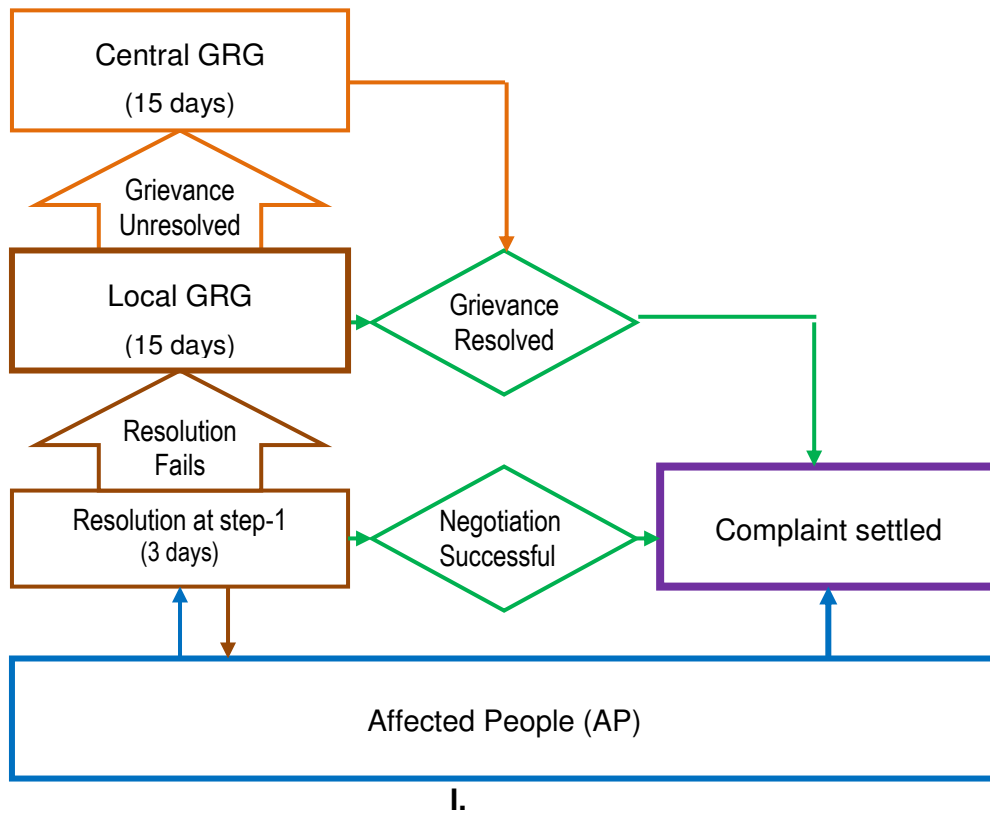 Central GRG
(15 days)
Grievance
Unresolved
Local GRG
(15 days)
Grievance
Resolved
Resolution
Fails
Resolution at step-1
(3 days)
Negotiation
Successful
Complaint settled
Affected People (AP)
I.